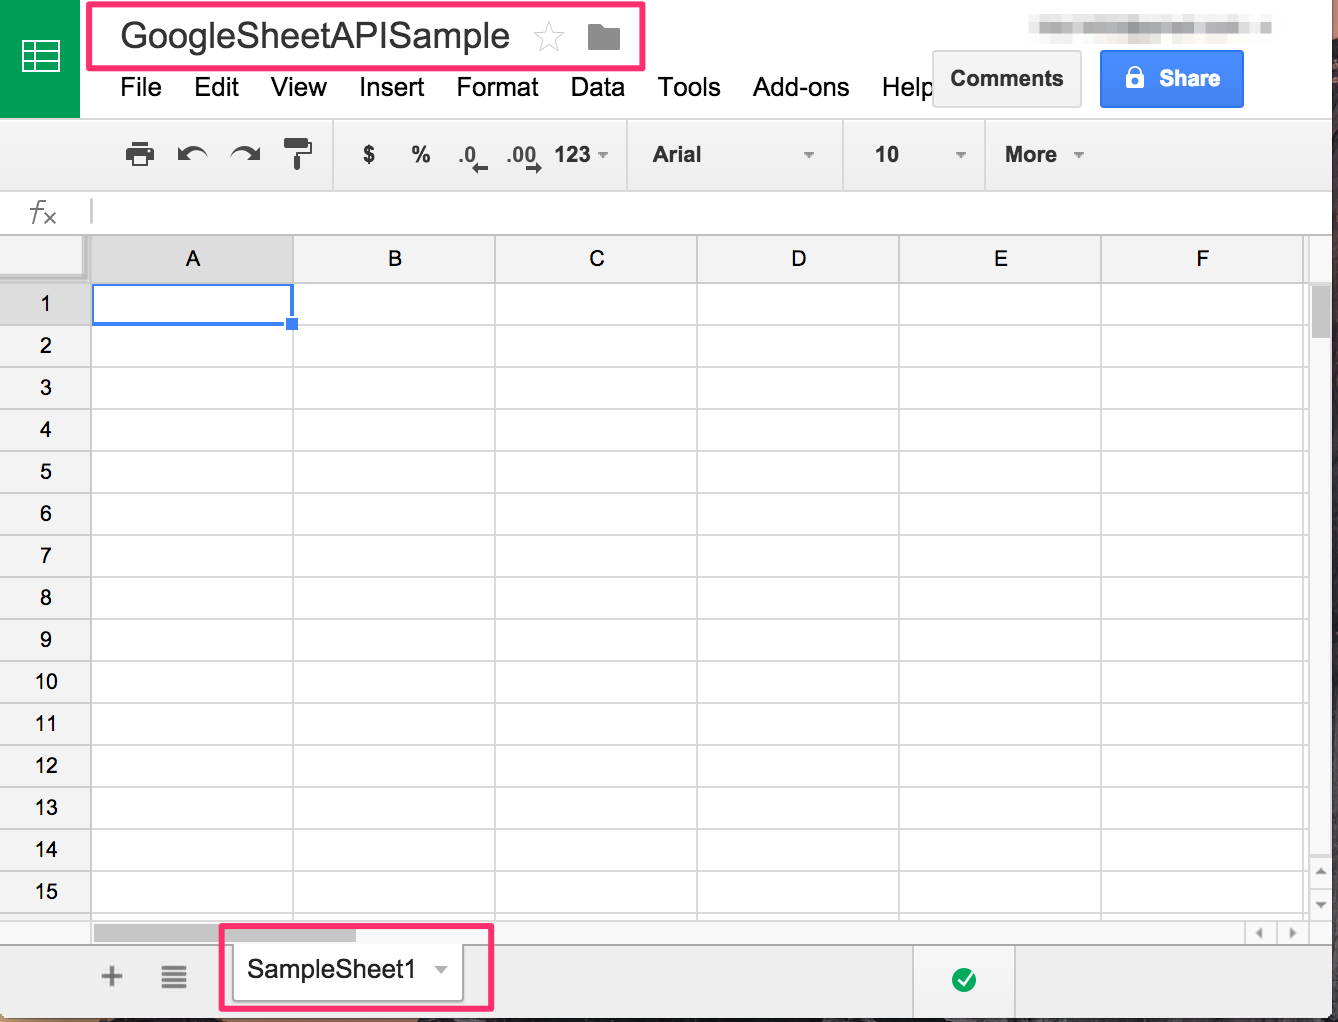 GoogleSheetAPISample
File Edit View Insert Format Data Tools Add-ons Help
Comments
Share
$ % .0 .00 123 Arial 10 More
fx
A B C D E F
1
2
3
4
5
6
7
8
9
10
11
12
13
14
15
SampleSheet1